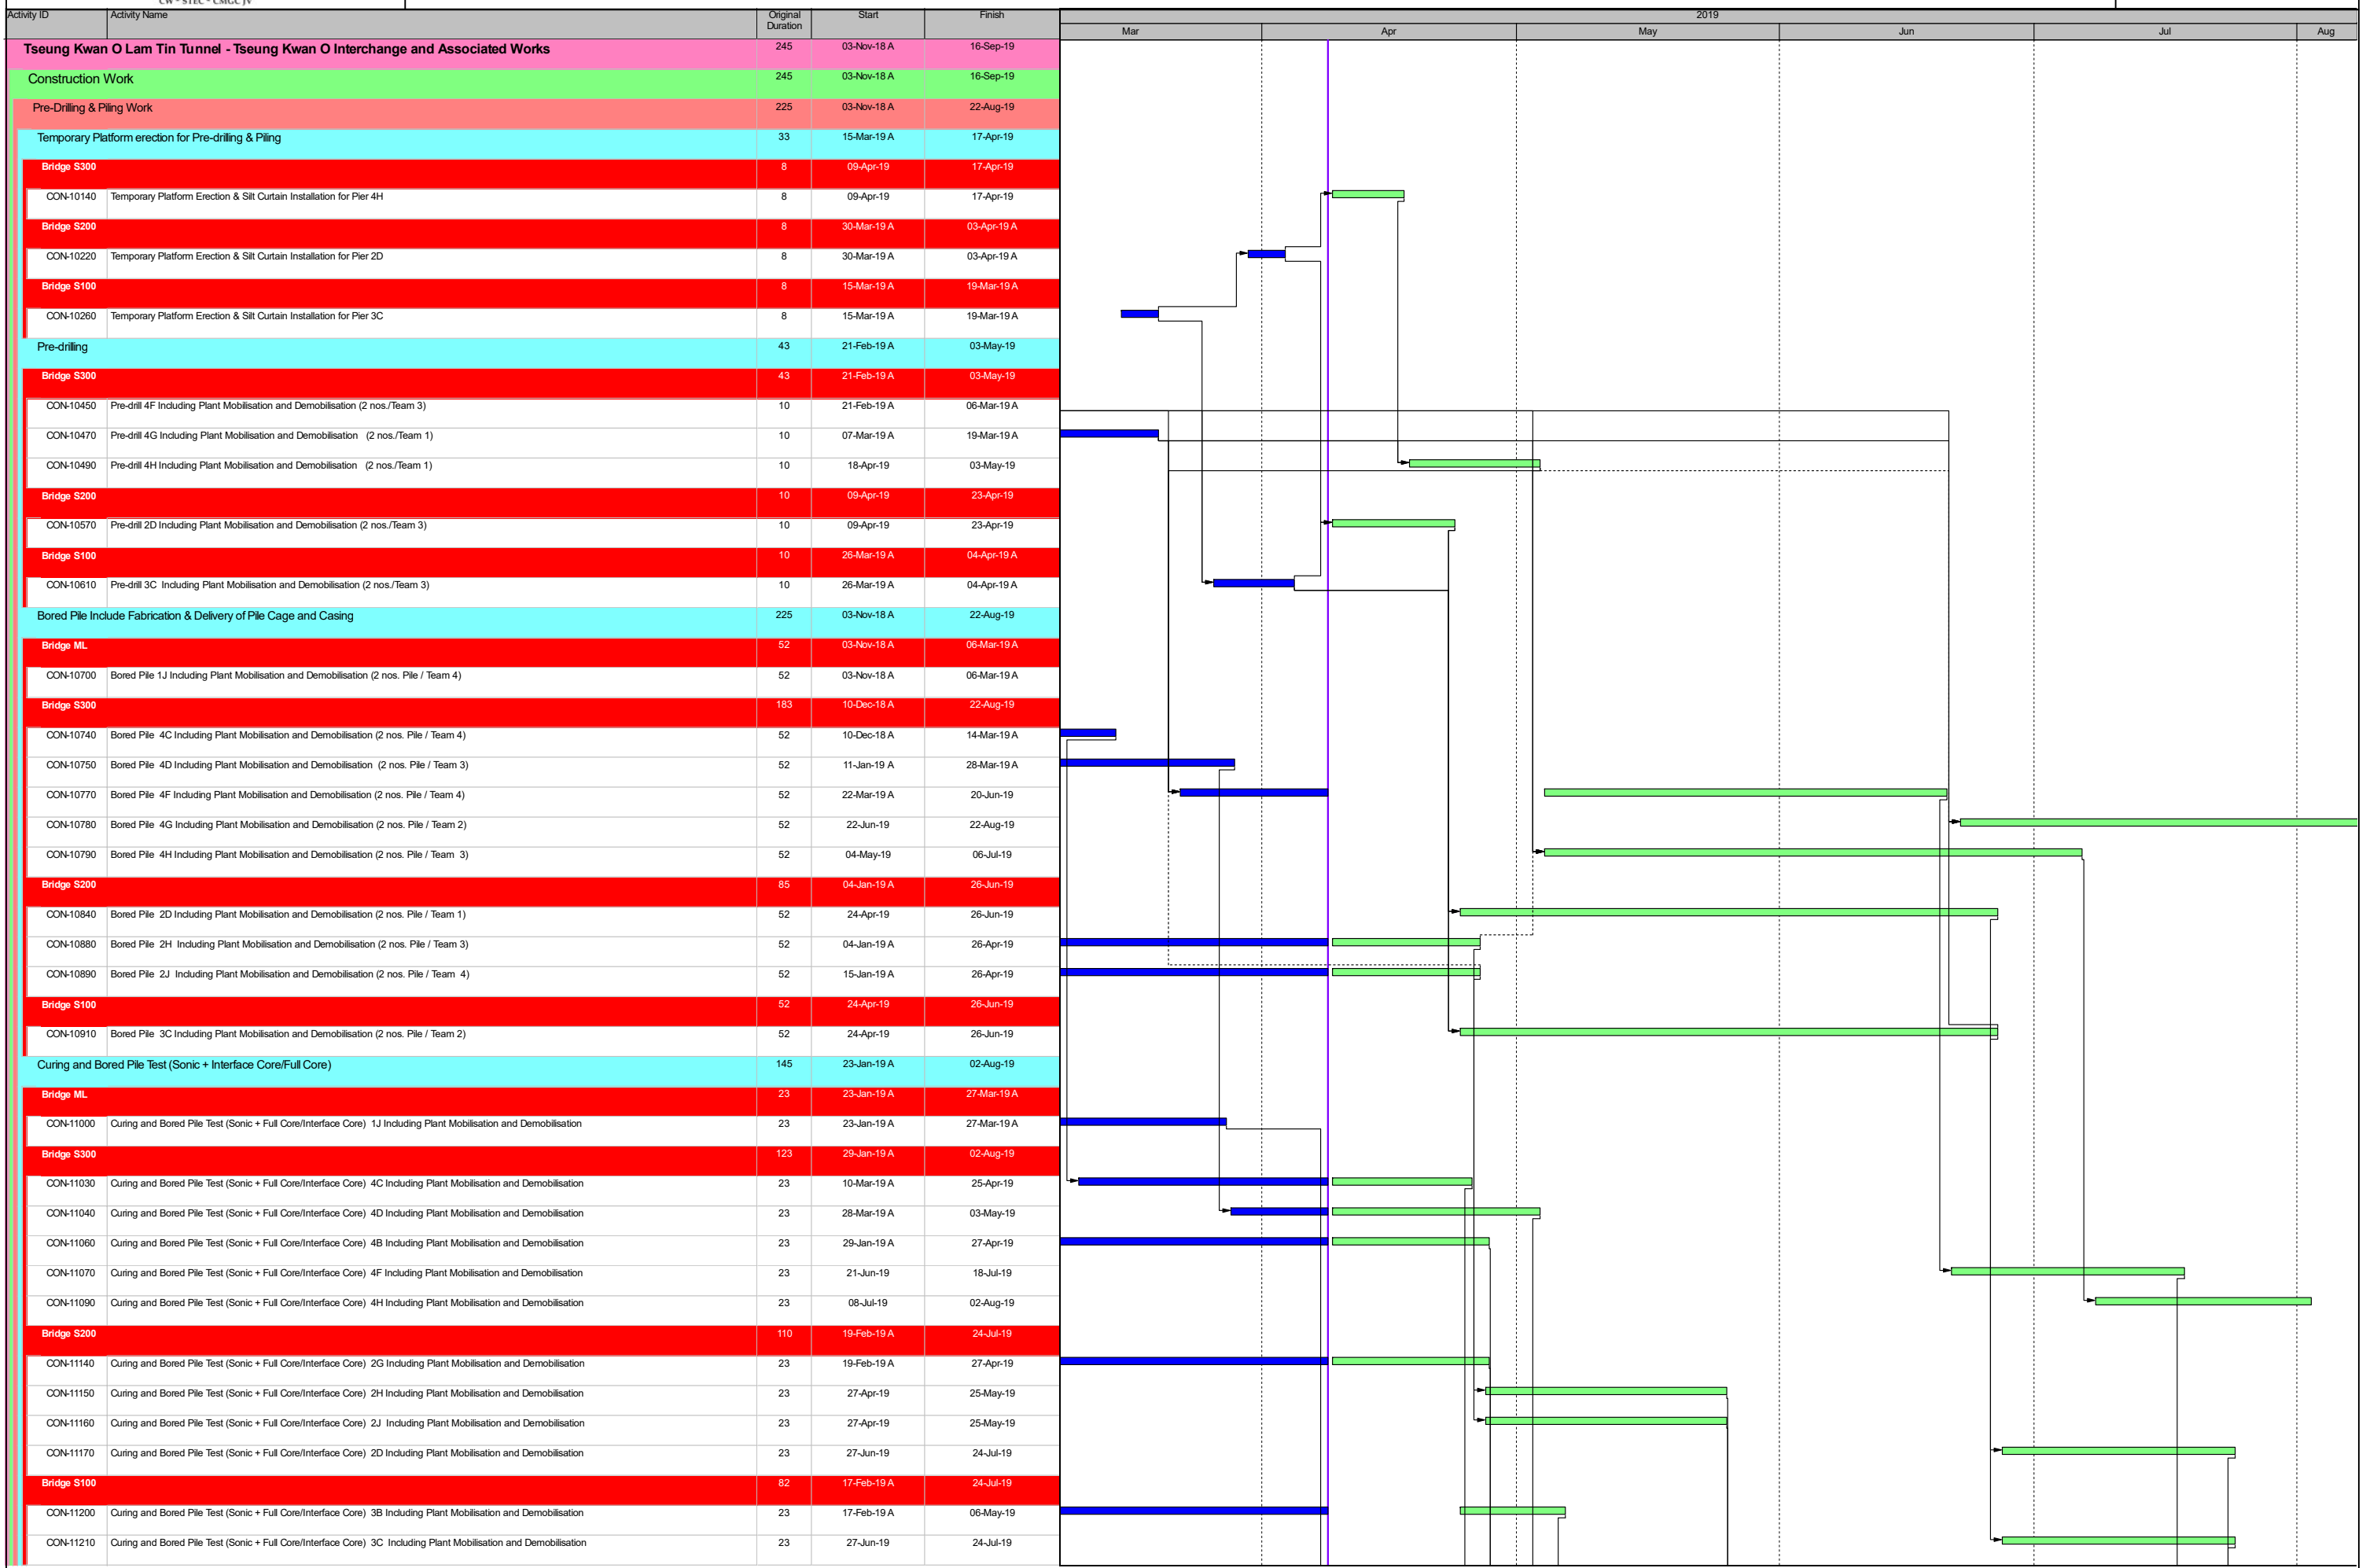 CW - STEC - CMGC JV
Activity ID Activity Name Original Duration Start Finish 2019
Mar Apr May Jun Jul Aug
Tseung Kwan O Lam Tin Tunnel - Tseung Kwan O Interchange and Associated Works 245 03-Nov-18 A 16-Sep-19
Construction Work 245 03-Nov-18 A 16-Sep-19
Pre-Drilling & Piling Work 225 03-Nov-18 A 22-Aug-19
Temporary Platform erection for Pre-drilling & Piling 33 15-Mar-19 A 17-Apr-19
Bridge S300 8 09-Apr-19 17-Apr-19
CON-10140 Temporary Platform Erection & Silt Curtain Installation for Pier 4H 8 09-Apr-19 17-Apr-19
Bridge S200 8 30-Mar-19 A 03-Apr-19 A
CON-10220 Temporary Platform Erection & Silt Curtain Installation for Pier 2D 8 30-Mar-19 A 03-Apr-19 A
Bridge S100 8 15-Mar-19 A 19-Mar-19 A
CON-10260 Temporary Platform Erection & Silt Curtain Installation for Pier 3C 8 15-Mar-19 A 19-Mar-19 A
Pre-drilling 43 21-Feb-19 A 03-May-19
Bridge S300 43 21-Feb-19 A 03-May-19
CON-10450 Pre-drill 4F Including Plant Mobilisation and Demobilisation (2 nos./Team 3) 10 21-Feb-19 A 06-Mar-19 A
CON-10470 Pre-drill 4G Including Plant Mobilisation and Demobilisation (2 nos./Team 1) 10 07-Mar-19 A 19-Mar-19 A
CON-10490 Pre-drill 4H Including Plant Mobilisation and Demobilisation (2 nos./Team 1) 10 18-Apr-19 03-May-19
Bridge S200 10 09-Apr-19 23-Apr-19
CON-10570 Pre-drill 2D Including Plant Mobilisation and Demobilisation (2 nos./Team 3) 10 09-Apr-19 23-Apr-19
Bridge S100 10 26-Mar-19 A 04-Apr-19 A
CON-10610 Pre-drill 3C Including Plant Mobilisation and Demobilisation (2 nos./Team 3) 10 26-Mar-19 A 04-Apr-19 A
Bored Pile Include Fabrication & Delivery of Pile Cage and Casing 225 03-Nov-18 A 22-Aug-19
Bridge ML 52 03-Nov-18 A 06-Mar-19 A
CON-10700 Bored Pile 1J Including Plant Mobilisation and Demobilisation (2 nos. Pile / Team 4) 52 03-Nov-18 A 06-Mar-19 A
Bridge S300 183 10-Dec-18 A 22-Aug-19
CON-10740 Bored Pile 4C Including Plant Mobilisation and Demobilisation (2 nos. Pile / Team 4) 52 10-Dec-18 A 14-Mar-19 A
CON-10750 Bored Pile 4D Including Plant Mobilisation and Demobilisation (2 nos. Pile / Team 3) 52 11-Jan-19 A 28-Mar-19 A
CON-10770 Bored Pile 4F Including Plant Mobilisation and Demobilisation (2 nos. Pile / Team 4) 52 22-Mar-19 A 20-Jun-19
CON-10780 Bored Pile 4G Including Plant Mobilisation and Demobilisation (2 nos. Pile / Team 2) 52 22-Jun-19 22-Aug-19
CON-10790 Bored Pile 4H Including Plant Mobilisation and Demobilisation (2 nos. Pile / Team 3) 52 04-May-19 06-Jul-19
Bridge S200 85 04-Jan-19 A 26-Jun-19
CON-10840 Bored Pile 2D Including Plant Mobilisation and Demobilisation (2 nos. Pile / Team 1) 52 24-Apr-19 26-Jun-19
CON-10880 Bored Pile 2H Including Plant Mobilisation and Demobilisation (2 nos. Pile / Team 3) 52 04-Jan-19 A 26-Apr-19
CON-10890 Bored Pile 2J Including Plant Mobilisation and Demobilisation (2 nos. Pile / Team 4) 52 15-Jan-19 A 26-Apr-19
Bridge S100 52 24-Apr-19 26-Jun-19
CON-10910 Bored Pile 3C Including Plant Mobilisation and Demobilisation (2 nos. Pile / Team 2) 52 24-Apr-19 26-Jun-19
Curing and Bored Pile Test (Sonic + Interface Core/Full Core) 145 23-Jan-19 A 02-Aug-19
Bridge ML 23 23-Jan-19 A 27-Mar-19 A
CON-11000 Curing and Bored Pile Test (Sonic + Full Core/Interface Core) 1J Including Plant Mobilisation and Demobilisation 23 23-Jan-19 A 27-Mar-19 A
Bridge S300 123 29-Jan-19 A 02-Aug-19
CON-11030 Curing and Bored Pile Test (Sonic + Full Core/Interface Core) 4C Including Plant Mobilisation and Demobilisation 23 10-Mar-19 A 25-Apr-19
CON-11040 Curing and Bored Pile Test (Sonic + Full Core/Interface Core) 4D Including Plant Mobilisation and Demobilisation 23 28-Mar-19 A 03-May-19
CON-11060 Curing and Bored Pile Test (Sonic + Full Core/Interface Core) 4B Including Plant Mobilisation and Demobilisation 23 29-Jan-19 A 27-Apr-19
CON-11070 Curing and Bored Pile Test (Sonic + Full Core/Interface Core) 4F Including Plant Mobilisation and Demobilisation 23 21-Jun-19 18-Jul-19
CON-11090 Curing and Bored Pile Test (Sonic + Full Core/Interface Core) 4H Including Plant Mobilisation and Demobilisation 23 08-Jul-19 02-Aug-19
Bridge S200 110 19-Feb-19 A 24-Jul-19
CON-11140 Curing and Bored Pile Test (Sonic + Full Core/Interface Core) 2G Including Plant Mobilisation and Demobilisation 23 19-Feb-19 A 27-Apr-19
CON-11150 Curing and Bored Pile Test (Sonic + Full Core/Interface Core) 2H Including Plant Mobilisation and Demobilisation 23 27-Apr-19 25-May-19
CON-11160 Curing and Bored Pile Test (Sonic + Full Core/Interface Core) 2J Including Plant Mobilisation and Demobilisation 23 27-Apr-19 25-May-19
CON-11170 Curing and Bored Pile Test (Sonic + Full Core/Interface Core) 2D Including Plant Mobilisation and Demobilisation 23 27-Jun-19 24-Jul-19
Bridge S100 82 17-Feb-19 A 24-Jul-19
CON-11200 Curing and Bored Pile Test (Sonic + Full Core/Interface Core) 3B Including Plant Mobilisation and Demobilisation 23 17-Feb-19 A 06-May-19
CON-11210 Curing and Bored Pile Test (Sonic + Full Core/Interface Core) 3C Including Plant Mobilisation and Demobilisation 23 27-Jun-19 24-Jul-19